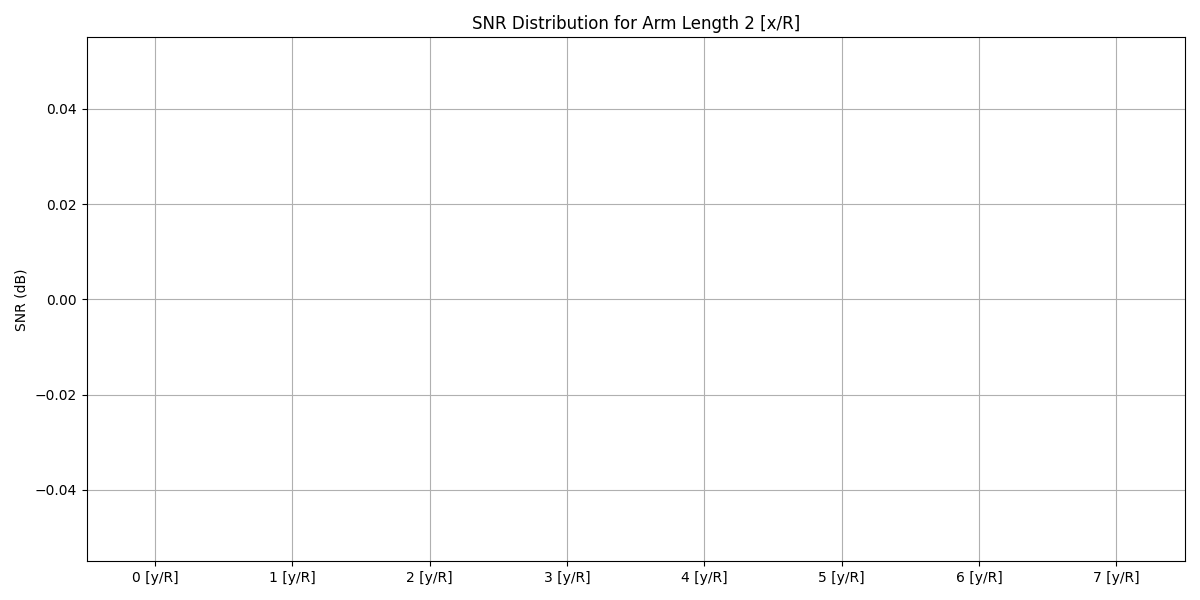 SNR Distribution for Arm Length 2 [x/R]
0.04
0.02
0.00
−0.02
−0.04
SNR (dB)
0 [y/R] 1 [y/R] 2 [y/R] 3 [y/R] 4 [y/R] 5 [y/R] 6 [y/R] 7 [y/R]